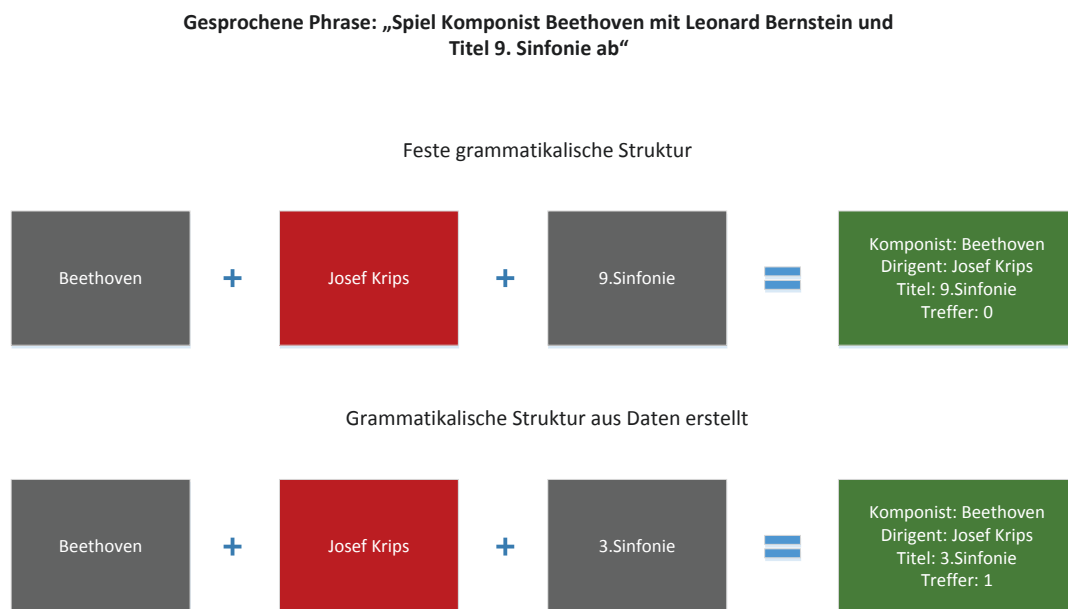 Gesprochene Phrase: „Spiel Komponist Beethoven mit Leonard Bernstein und
Titel 9. Sinfonie ab“
Feste grammatikalische Struktur
Beethoven + Josef Krips + 9.Sinfonie =
Komponist: Beethoven
Dirigent: Josef Krips
Titel: 9.Sinfonie
Treffer: 0
Grammatikalische Struktur aus Daten erstellt
Beethoven + Josef Krips + 3.Sinfonie =
Komponist: Beethoven
Dirigent: Josef Krips
Titel: 3.Sinfonie
Treffer: 1